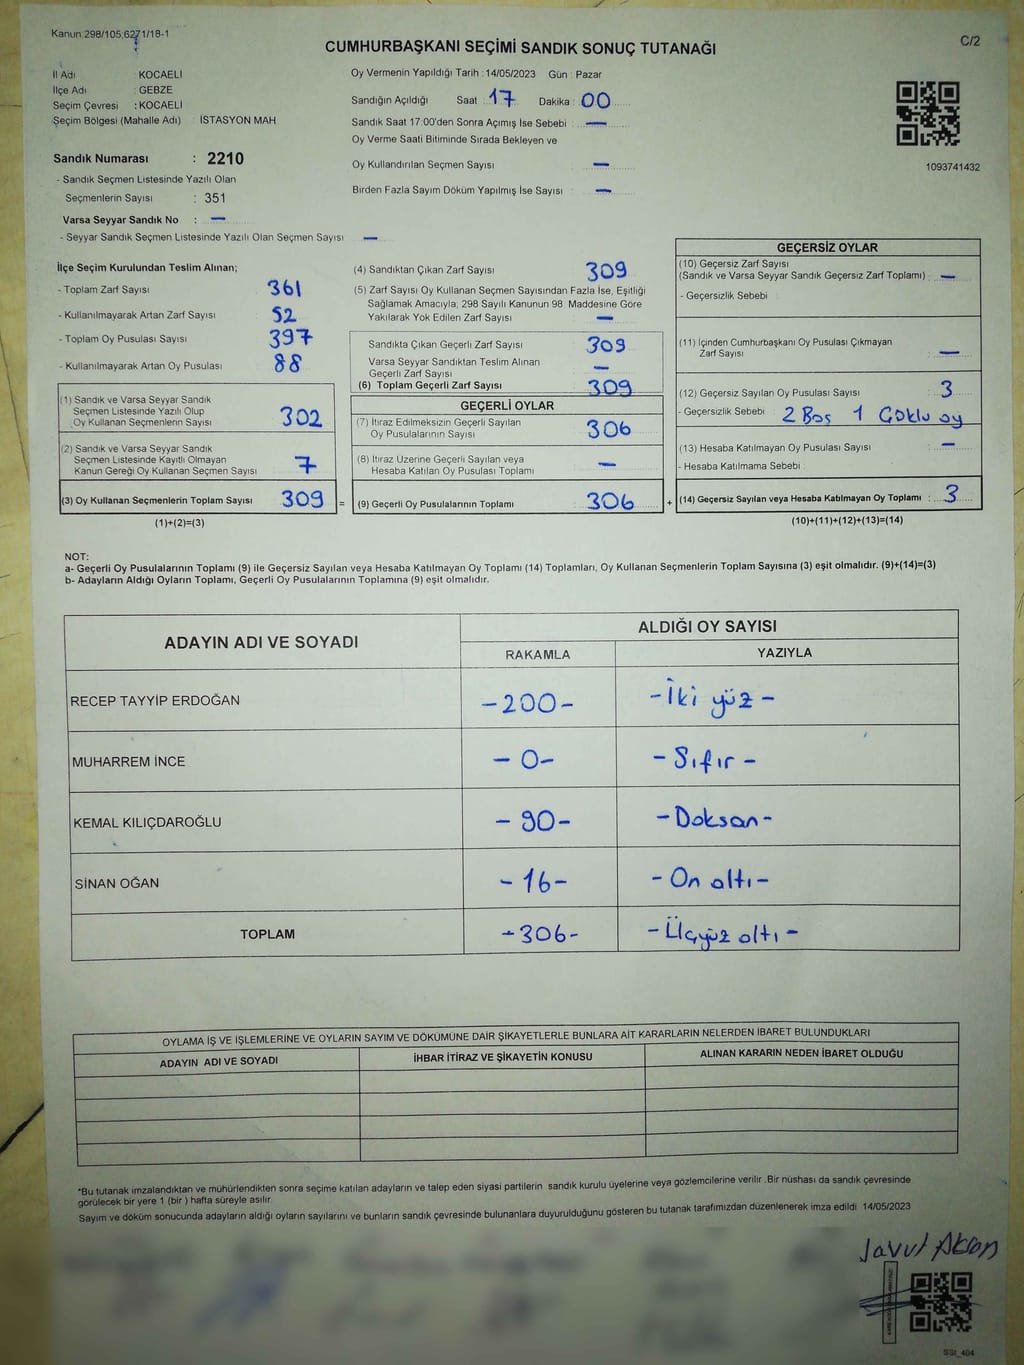 Kanun:298/105;6271/18-1
CUMHURBAŞKANI SEÇİMİ SANDIK SONUÇ TUTANAĞI
C/2
İl Adı : KOCAELİ
İlçe Adı : GEBZE
Seçim Çevresi : KOCAELİ
Seçim Bölgesi (Mahalle Adı) : İSTASYON MAH
Sandık Numarası : 2210
- Sandık Seçmen Listesinde Yazılı Olan
Seçmenlerin Sayısı : 351
Varsa Seyyar Sandık No : —
- Seyyar Sandık Seçmen Listesinde Yazılı Olan Seçmen Sayısı —
Oy Vermenin Yapıldığı Tarih : 14/05/2023 Gün : Pazar
Sandığın Açıldığı Saat : 17 Dakika : 00
Sandık Saat 17:00'den Sonra Açımış İse Sebebi : —
Oy Verme Saati Bitiminde Sırada Bekleyen ve
Oy Kullandırılan Seçmen Sayısı : —
Birden Fazla Sayım Döküm Yapılmış İse Sayısı : —
1093741432
İlçe Seçim Kurulundan Teslim Alınan;
- Toplam Zarf Sayısı 361
- Kullanılmayarak Artan Zarf Sayısı 52
- Toplam Oy Pusulası Sayısı 397
- Kullanılmayarak Artan Oy Pusulası 88
(1) Sandık ve Varsa Seyyar Sandık
Seçmen Listesinde Yazılı Olup
Oy Kullanan Seçmenlerin Sayısı 302
(2) Sandık ve Varsa Seyyar Sandık
Seçmen Listesinde Kayıtlı Olmayan
Kanun Gereği Oy Kullanan Seçmen Sayısı 7
(3) Oy Kullanan Seçmenlerin Toplam Sayısı 309 =
(1)+(2)=(3)
(4) Sandıktan Çıkan Zarf Sayısı 309
(5) Zarf Sayısı Oy Kullanan Seçmen Sayısından Fazla İse, Eşitliği
Sağlamak Amacıyla; 298 Sayılı Kanunun 98 Maddesine Göre
Yakılarak Yok Edilen Zarf Sayısı —
Sandıkta Çıkan Geçerli Zarf Sayısı 309
Varsa Seyyar Sandıktan Teslim Alınan
Geçerli Zarf Sayısı —
(6) Toplam Geçerli Zarf Sayısı 309
GEÇERLİ OYLAR
(7) İtiraz Edilmeksizin Geçerli Sayılan
Oy Pusulalarının Sayısı 306
(8) İtiraz Üzerine Geçerli Sayılan veya
Hesaba Katılan Oy Pusulası Toplamı —
(9) Geçerli Oy Pusulalarının Toplamı 306 +
GEÇERSİZ OYLAR
(10) Geçersiz Zarf Sayısı
(Sandık ve Varsa Seyyar Sandık Geçersiz Zarf Toplamı) : —
- Geçersizlik Sebebi :
(11) İçinden Cumhurbaşkanı Oy Pusulası Çıkmayan
Zarf Sayısı : —
(12) Geçersiz Sayılan Oy Pusulası Sayısı 3
- Geçersizlik Sebebi 2 Boş 1 Çoklu oy
(13) Hesaba Katılmayan Oy Pusulası Sayısı —
- Hesaba Katılmama Sebebi :
(14) Geçersiz Sayılan veya Hesaba Katılmayan Oy Toplamı : 3
(10)+(11)+(12)+(13)=(14)
NOT:
a- Geçerli Oy Pusulalarının Toplamı (9) ile Geçersiz Sayılan veya Hesaba Katılmayan Oy Toplamı (14) Toplamları, Oy Kullanan Seçmenlerin Toplam Sayısına (3) eşit olmalıdır. (9)+(14)=(3)
b- Adayların Aldığı Oyların Toplamı, Geçerli Oy Pusulalarının Toplamına (9) eşit olmalıdır.
ADAYIN ADI VE SOYADI ALDIĞI OY SAYISI
RAKAMLA YAZIYLA
RECEP TAYYİP ERDOĞAN -200- -İki yüz-
MUHARREM İNCE -0- -Sıfır-
KEMAL KILIÇDAROĞLU -90- -Doksan-
SİNAN OĞAN -16- -On altı-
TOPLAM -306- -Üçyüz altı-
OYLAMA İŞ VE İŞLEMLERİNE VE OYLARIN SAYIM VE DÖKÜMÜNE DAİR ŞİKAYETLERLE BUNLARA AİT KARARLARIN NELERDEN İBARET BULUNDUKLARI
ADAYIN ADI VE SOYADI İHBAR İTİRAZ VE ŞİKAYETİN KONUSU ALINAN KARARIN NEDEN İBARET OLDUĞU
*Bu tutanak imzalandıktan ve mühürlendikten sonra seçime katılan adayların ve talep eden siyasi partilerin sandık kurulu üyelerine veya gözlemcilerine verilir .Bir nüshası da sandık çevresinde
görülecek bir yere 1 (bir ) hafta süreyle asılır.
Sayım ve döküm sonucunda adayların aldığı oyların sayılarını ve bunların sandık çevresinde bulunanlara duyurulduğunu gösteren bu tutanak tarafımızdan düzenlenerek imza edildi 14/05/2023
SSI_404